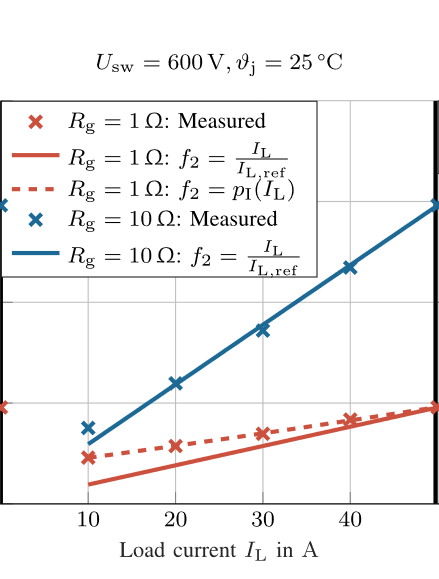 U_sw = 600 V, ϑ_j = 25 °C
R_g = 1 Ω: Measured
R_g = 1 Ω: f_2 = I_L / I_L,ref
R_g = 1 Ω: f_2 = p_I(I_L)
R_g = 10 Ω: Measured
R_g = 10 Ω: f_2 = I_L / I_L,ref
10 20 30 40
Load current I_L in A